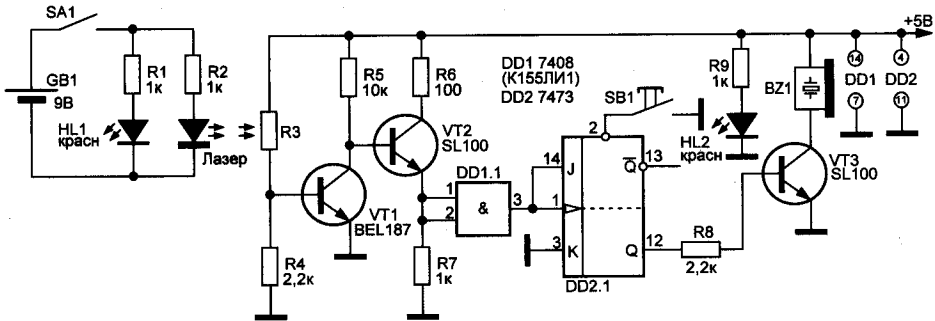 SA1
GB1
9В
R1
1к
R2
1к
HL1
красн
Лазер
R3
R4
2,2к
R5
10к
R6
100
VT1
BEL187
VT2
SL100
R7
1к
DD1 7408
(К155ЛИ1)
DD2 7473
DD1.1
1
2
&
3
SB1
2
14
J
1
3
K
Q̅
13
Q
12
DD2.1
R8
2,2к
R9
1к
HL2
красн
BZ1
VT3
SL100
+5В
14
DD1
7
4
DD2
11